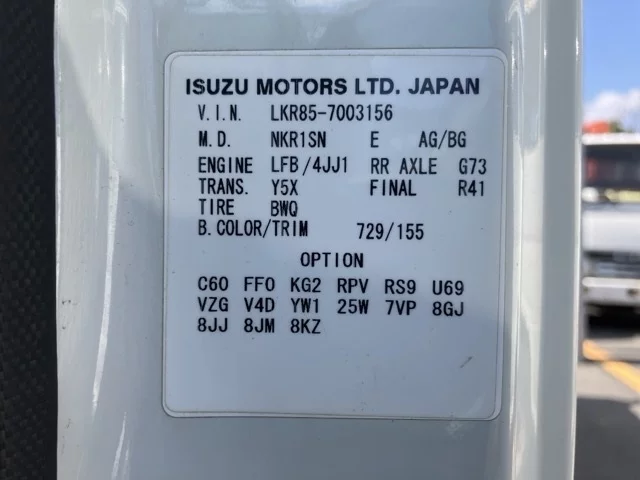 ISUZU MOTORS LTD. JAPAN
V.I.N. LKR85-7003156
M.D. NKR1SN E AG/BG
ENGINE LFB/4JJ1 RR AXLE G73
TRANS. Y5X FINAL R41
TIRE BWQ
B.COLOR/TRIM 729/155
OPTION
C60 FF0 KG2 RPV RS9 U69
VZG V4D YW1 25W 7VP 8GJ
8JJ 8JM 8KZ